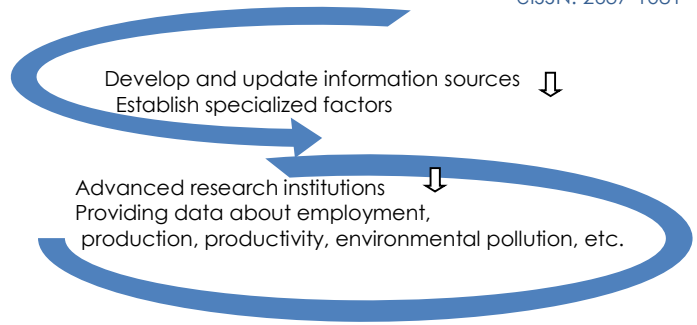 Develop and update information sources
Establish specialized factors
Advanced research institutions
Providing data about employment,
production, productivity, environmental pollution, etc.